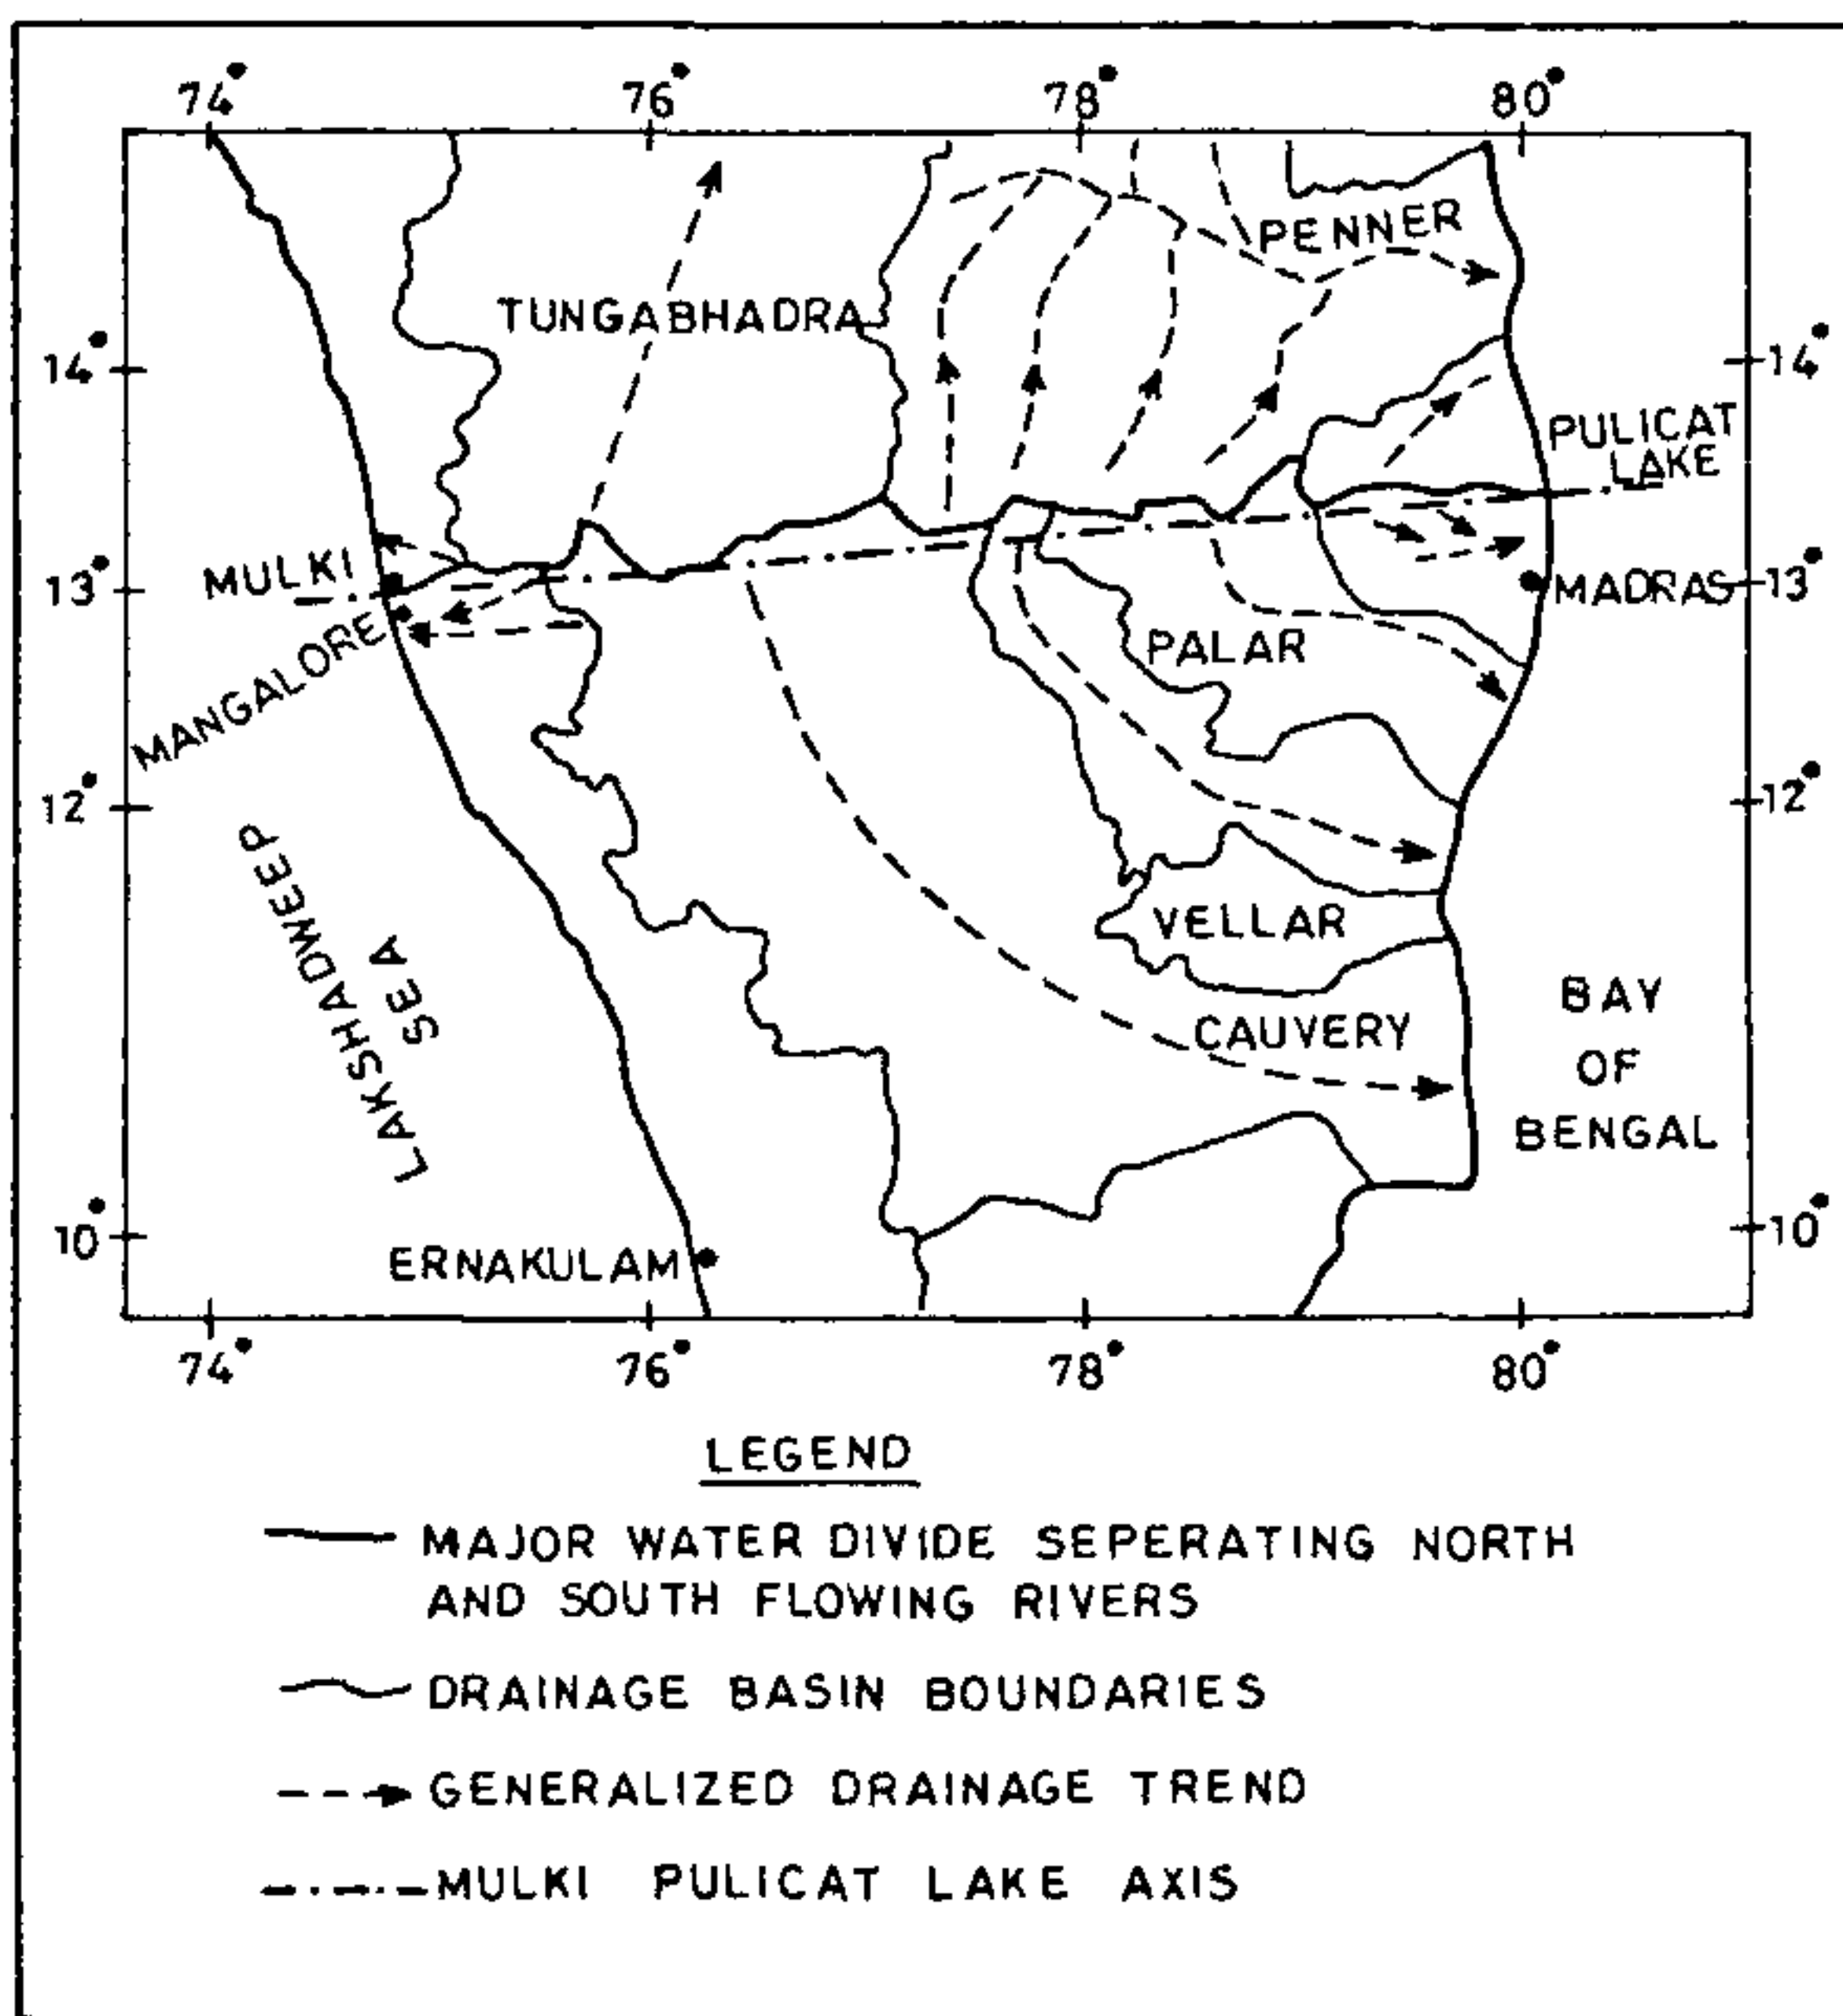 74° 76° 78° 80°
PENNER
TUNGABHADRA
14° 14°
PULICAT
LAKE
MULKI
13° MADRAS 13°
MANGALORE
PALAR
12° 12°
LAKSHADWEEP
SEA
VELLAR
BAY
OF
BENGAL
CAUVERY
10° 10°
ERNAKULAM
74° 76° 78° 80°
LEGEND
MAJOR WATER DIVIDE SEPERATING NORTH
AND SOUTH FLOWING RIVERS
DRAINAGE BASIN BOUNDARIES
GENERALIZED DRAINAGE TREND
MULKI PULICAT LAKE AXIS